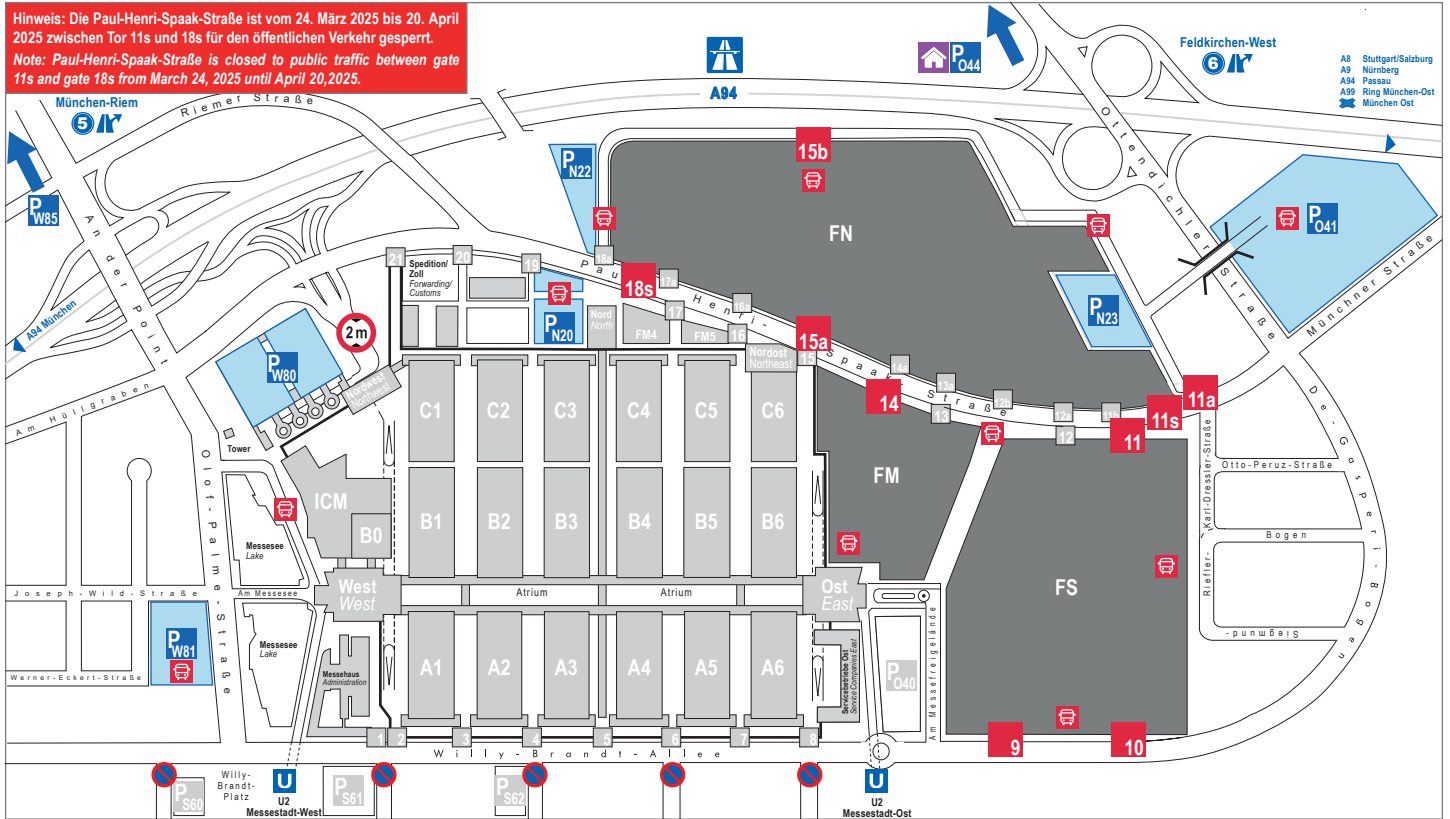 Hinweis: Die Paul-Henri-Spaak-Straße ist vom 24. März 2025 bis 20. April
2025 zwischen Tor 11s und 18s für den öffentlichen Verkehr gesperrt.
Note: Paul-Henri-Spaak-Straße is closed to public traffic between gate
11s and gate 18s from March 24, 2025 until April 20,2025.
München-Riem
5
Riemer Straße
A94
P
O44
Feldkirchen-West
6
A8 Stuttgart/Salzburg
A9 Nürnberg
A94 Passau
A99 Ring München-Ost
München Ost
P
W85
An der Point
P
N22
15b
FN
Ottendichler Straße
P
O41
Münchner Straße
A94 München
21
Spedition/
Zoll
Forwarding/
Customs
20
19
18a
Paul-Henri-Spaak-Straße
18s
17a
16a
17
16
15a
15
14a
13a
12b
12a
11b
11a
11s
11
12
13
14
P
N20
Nord
North
FM4
FM5
Nordost
Northeast
P
N23
2m
P
W80
Nordwest
Northwest
Am Hüllgraben
Tower
C1
C2
C3
C4
C5
C6
FM
Karl-Dressler-Straße
Otto-Peruz-Straße
De-Gasperi-Bogen
Olof-Palme-Straße
ICM
B0
B1
B2
B3
B4
B5
B6
Riefler-
Bogen
Siegmund-
Messesee
Lake
Joseph-Wild-Straße
Am Messesee
West
West
Atrium
Atrium
Ost
East
FS
Am Messefreigelände
P
W81
Werner-Eckert-Straße
Messesee
Lake
Messehaus
Administration
A1
A2
A3
A4
A5
A6
Servicebetriebe Ost
Service Companies East
P
O40
1
2
3
4
5
6
7
8
9
10
Willy-Brandt-Allee
P
S60
Willy-
Brandt-
Platz
U
U2
Messestadt-West
P
S61
P
S62
U
U2
Messestadt-Ost